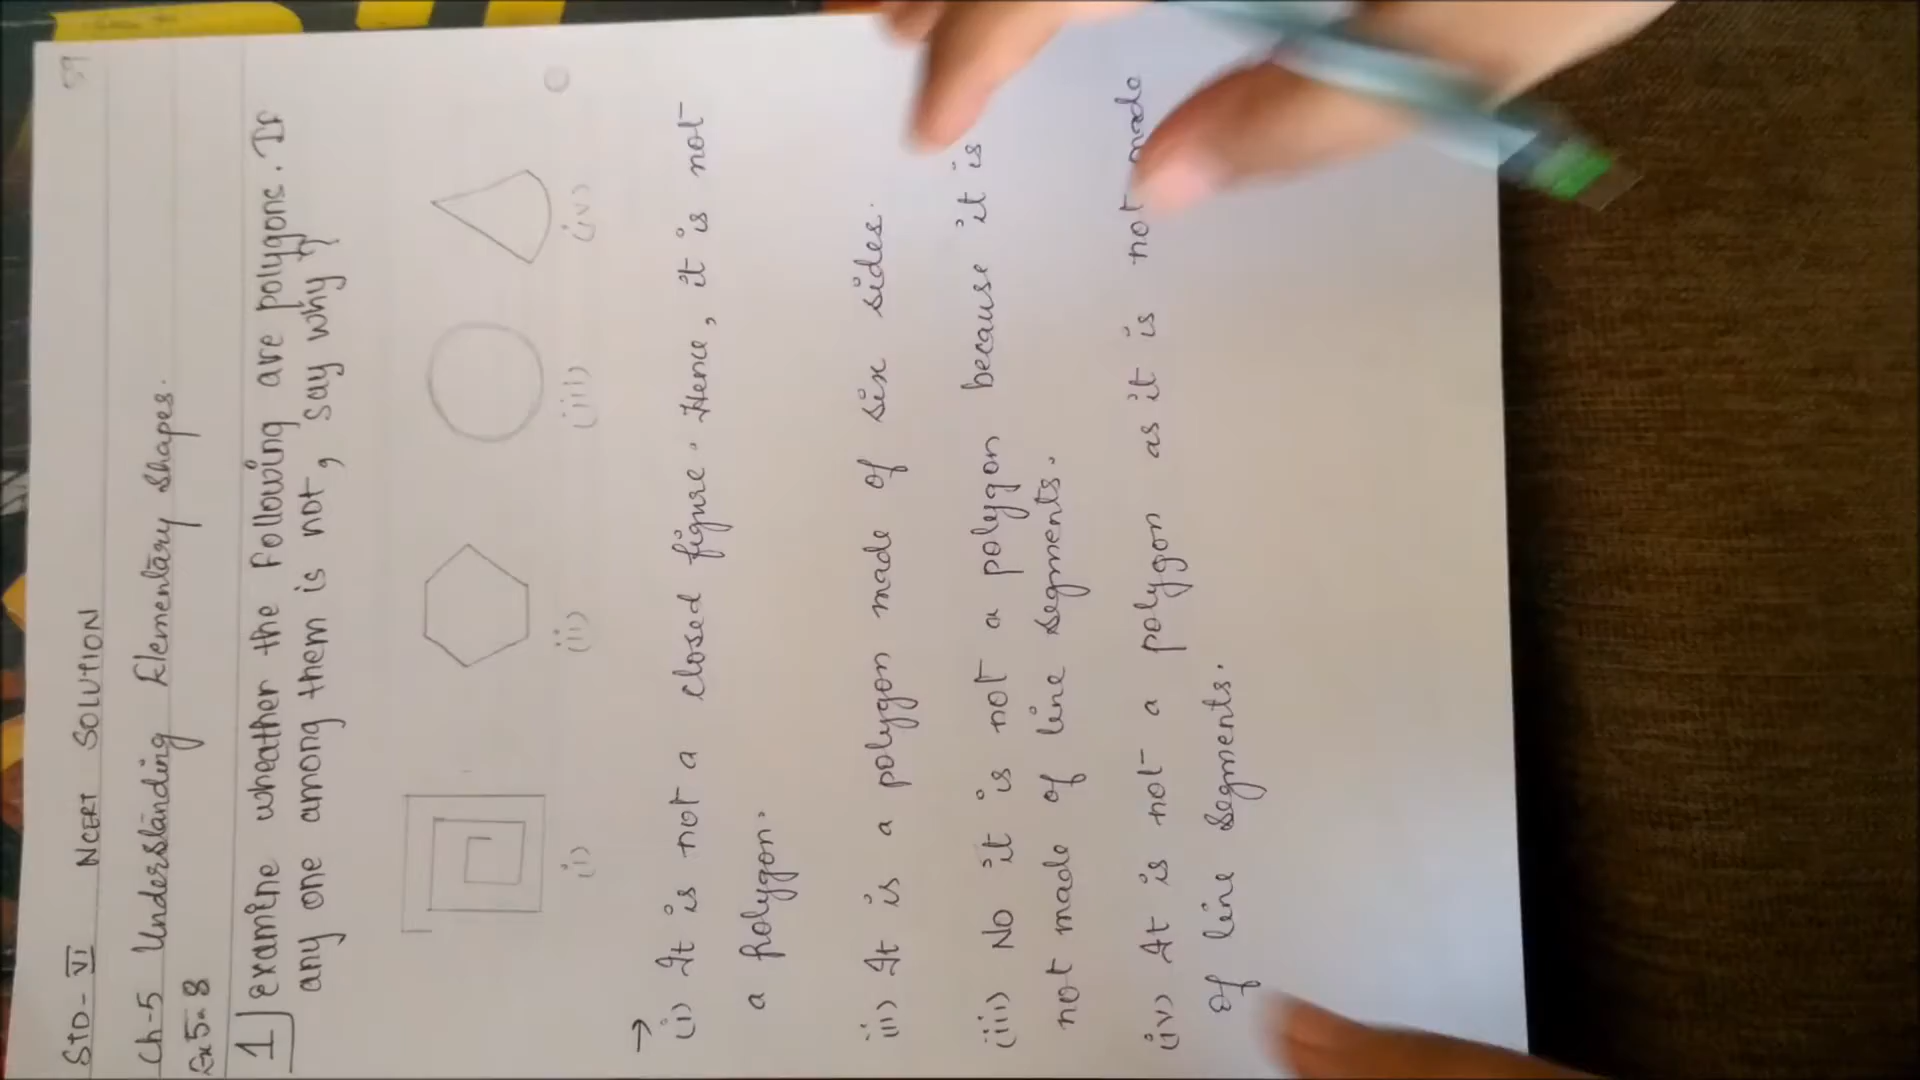 59
STD - VI NCERT SOLUTION
Ch-5 Understanding Elementary Shapes.
Ex 5.8
1] examine wheather the Following are polygons. If
any one among them is not, say why?
(i) (ii) (iii) (iv)
→
(i) It is not a closed figure. Hence, it is not
a polygon.
ii) It is a polygon made of six sides.
(iii) No it is not a polygon because it is
not made of line segments.
(iv) It is not a polygon as it is not made
of line segments.